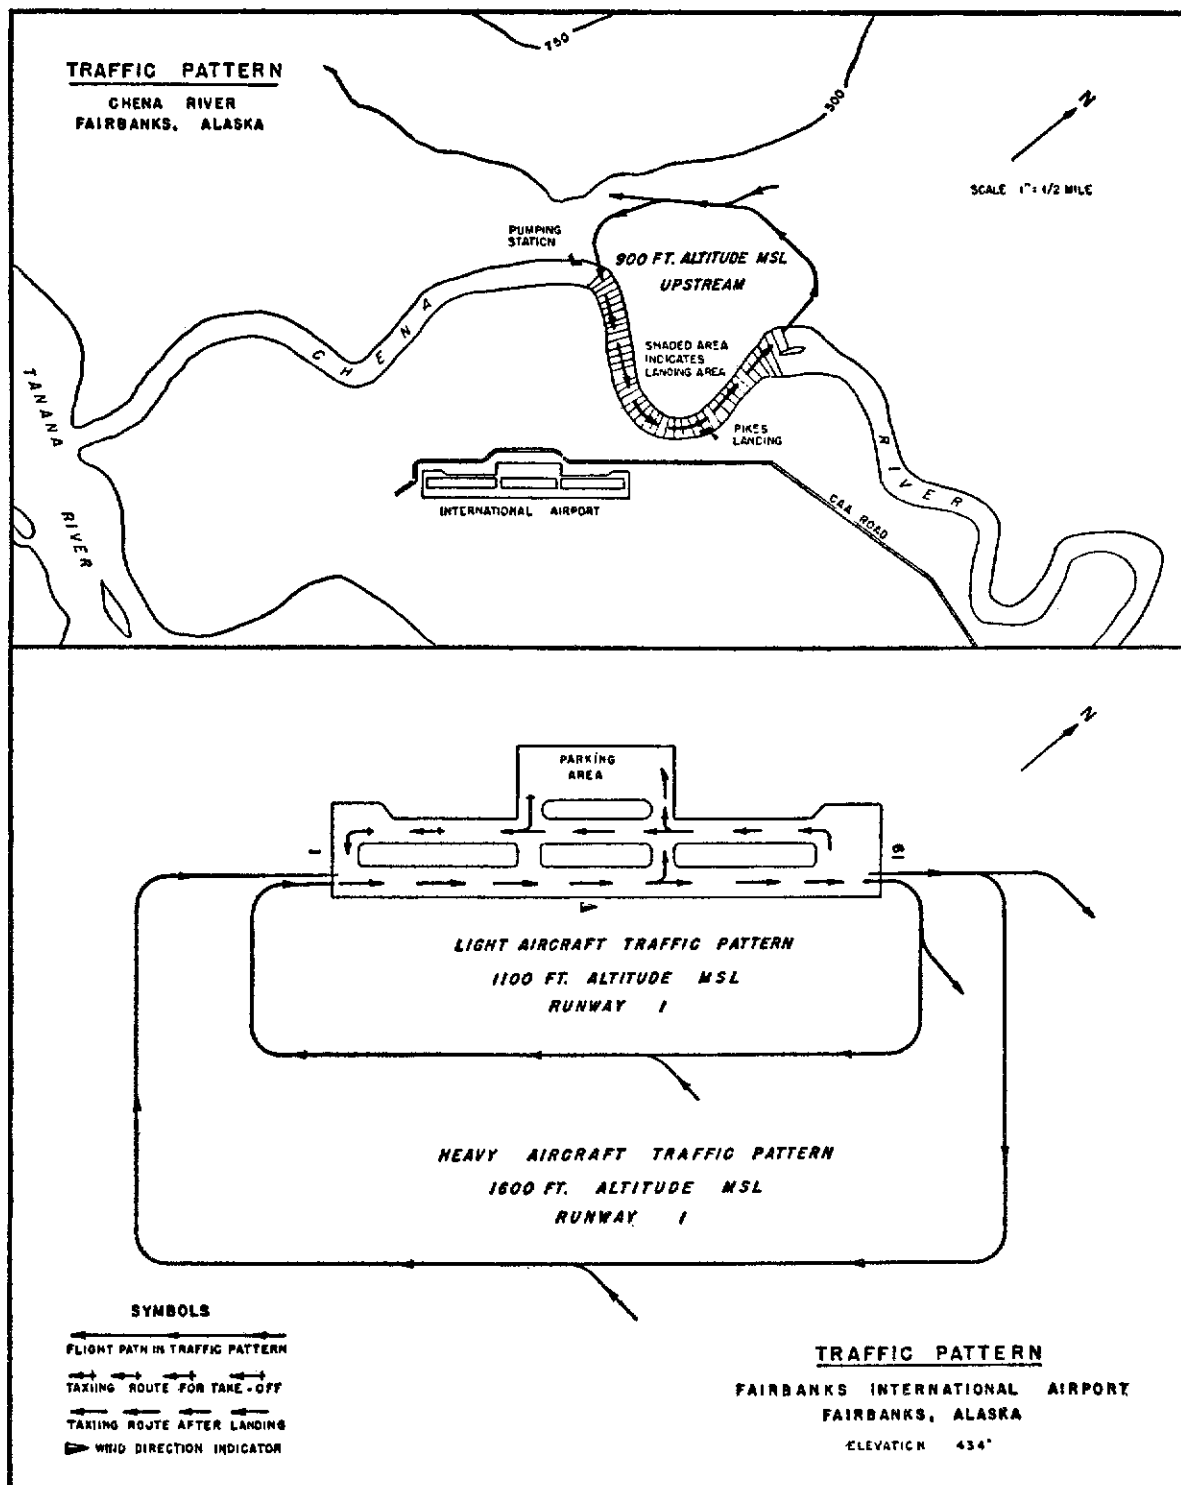 TRAFFIC PATTERN
CHENA RIVER
FAIRBANKS, ALASKA
750
500
N
SCALE 1"= 1/2 MILE
PUMPING
STATION
900 FT. ALTITUDE MSL
UPSTREAM
SHADED AREA
INDICATES
LANDING AREA
PIKES
LANDING
CHENA
RIVER
TANANA
RIVER
INTERNATIONAL AIRPORT
CAA ROAD
N
PARKING
AREA
1
19
LIGHT AIRCRAFT TRAFFIC PATTERN
1100 FT. ALTITUDE MSL
RUNWAY 1
HEAVY AIRCRAFT TRAFFIC PATTERN
1600 FT. ALTITUDE MSL
RUNWAY 1
SYMBOLS
FLIGHT PATH IN TRAFFIC PATTERN
TAXIING ROUTE FOR TAKE-OFF
TAXIING ROUTE AFTER LANDING
WIND DIRECTION INDICATOR
TRAFFIC PATTERN
FAIRBANKS INTERNATIONAL AIRPORT
FAIRBANKS, ALASKA
ELEVATION 434'